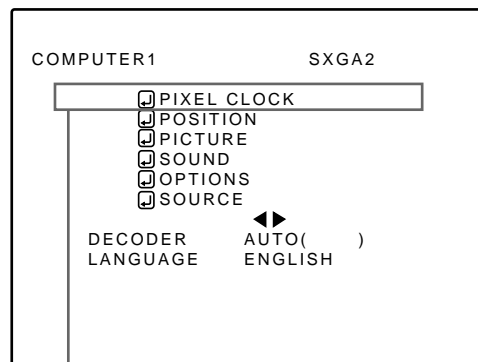 COMPUTER1 SXGA2
PIXEL CLOCK
POSITION
PICTURE
SOUND
OPTIONS
SOURCE
DECODER AUTO( )
LANGUAGE ENGLISH